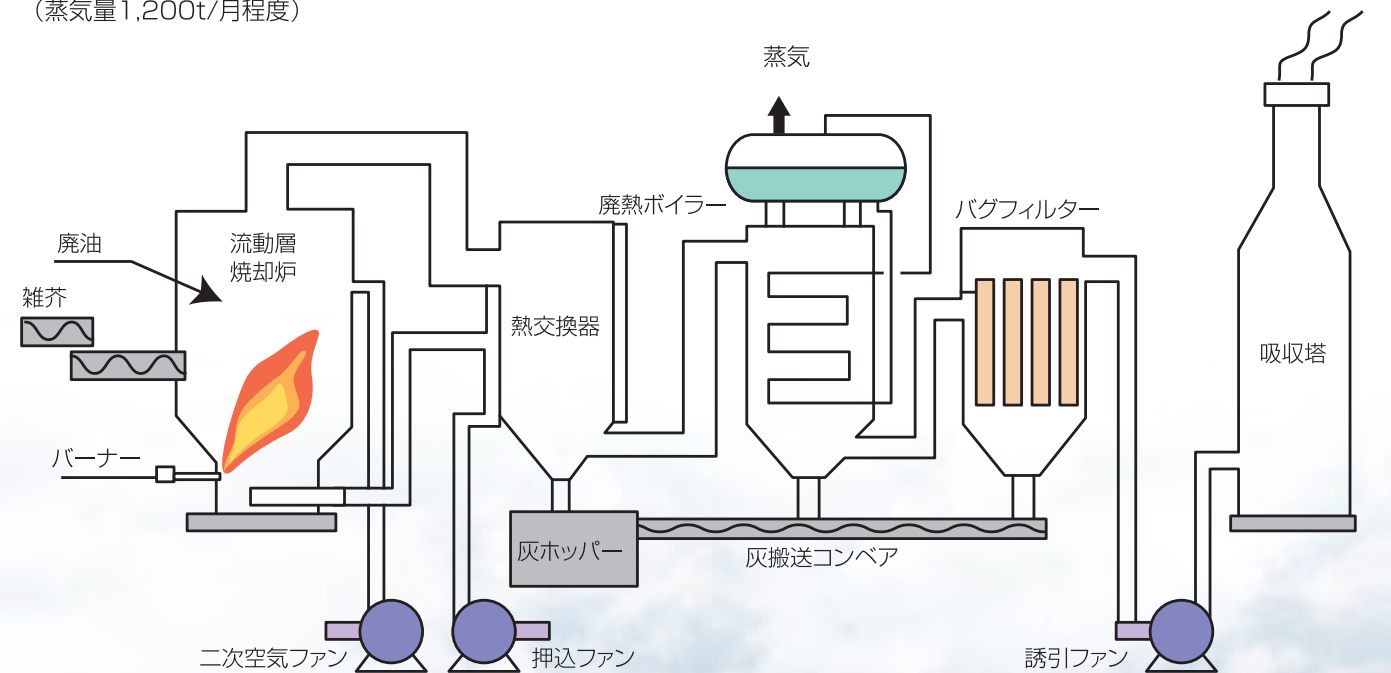 （蒸気量1,200t/月程度）
蒸気
廃熱ボイラー
バグフィルター
廃油
流動層
焼却炉
雑芥
熱交換器
吸収塔
バーナー
灰ホッパー
灰搬送コンベア
二次空気ファン
押込ファン
誘引ファン